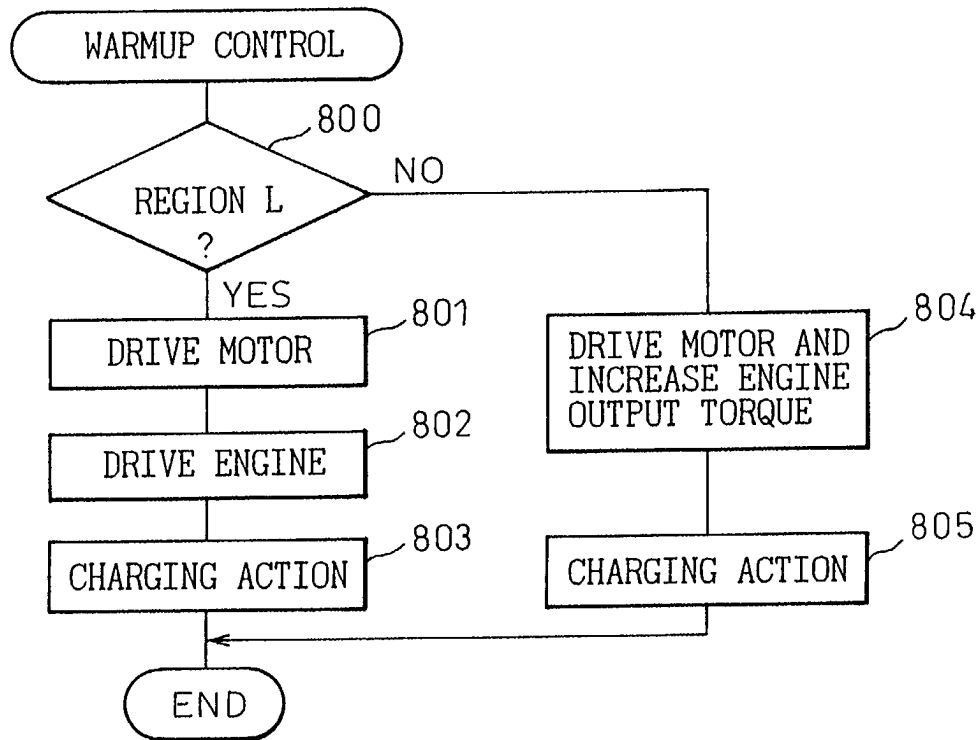 WARMUP CONTROL
800
REGION L
?
NO
YES
801
DRIVE MOTOR
802
DRIVE ENGINE
803
CHARGING ACTION
804
DRIVE MOTOR AND
INCREASE ENGINE
OUTPUT TORQUE
805
CHARGING ACTION
END